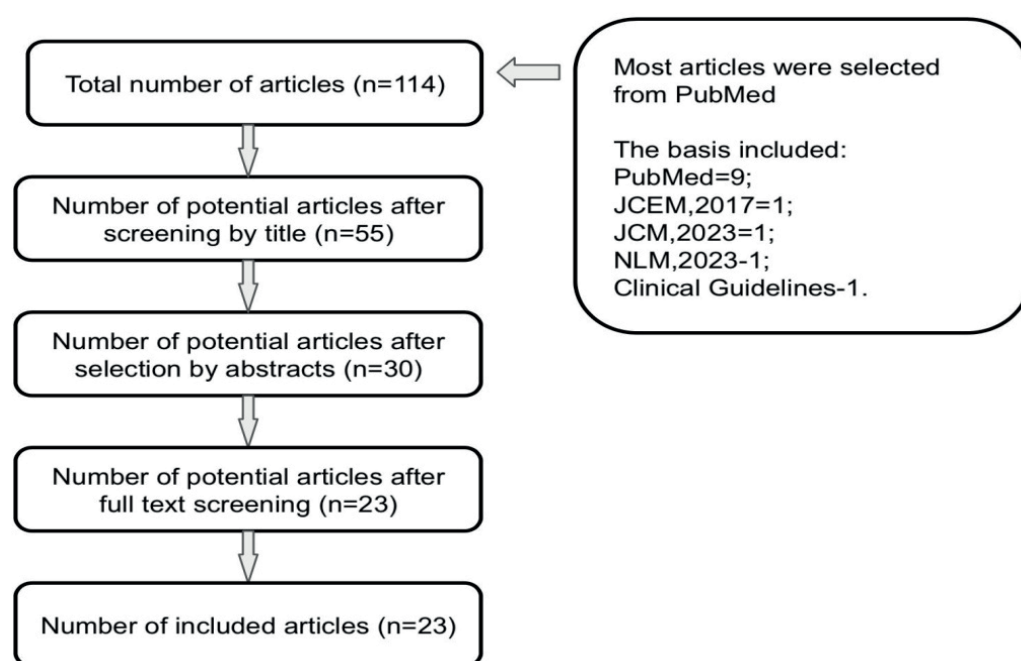 Total number of articles (n=114)
Most articles were selected
from PubMed
The basis included:
PubMed=9;
JCEM,2017=1;
JCM,2023=1;
NLM,2023-1;
Clinical Guidelines-1.
Number of potential articles after
screening by title (n=55)
Number of potential articles after
selection by abstracts (n=30)
Number of potential articles after
full text screening (n=23)
Number of included articles (n=23)